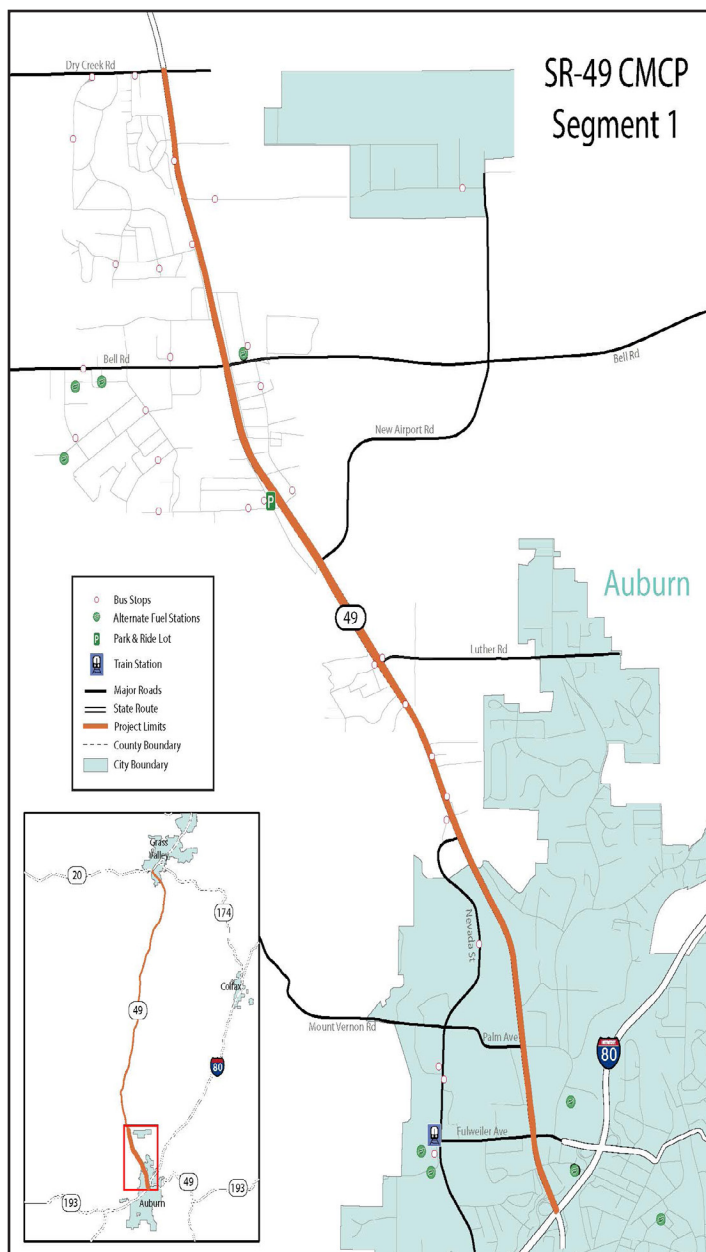 SR-49 CMCP
Segment 1
Dry Creek Rd
Bell Rd
Bell Rd
New Airport Rd
P
Auburn
49
Luther Rd
Bus Stops
Alternate Fuel Stations
P
Park & Ride Lot
Train Station
Major Roads
State Route
Project Limits
County Boundary
City Boundary
Grass
Valley
20
174
Colfax
49
80
49
193
193
Auburn
Nevada St
Mount Vernon Rd
Palm Ave
80
Fulweiler Ave